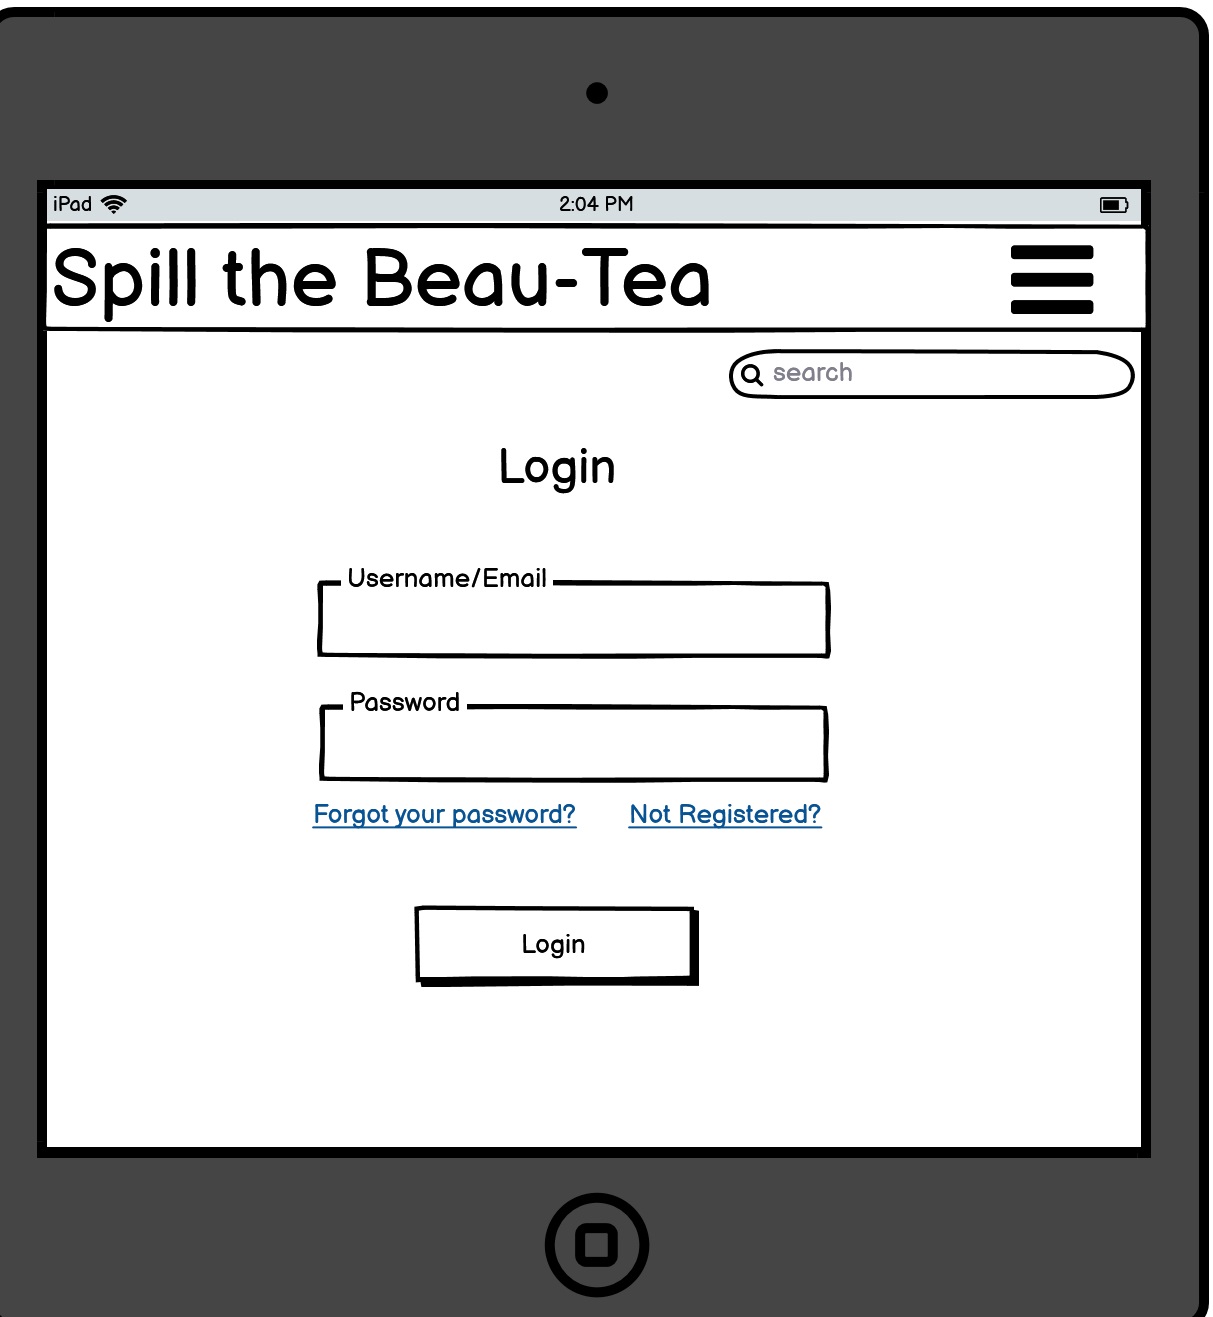 iPad 2:04 PM
Spill the Beau-Tea
search
Login
Username/Email
Password
Forgot your password? Not Registered?
Login